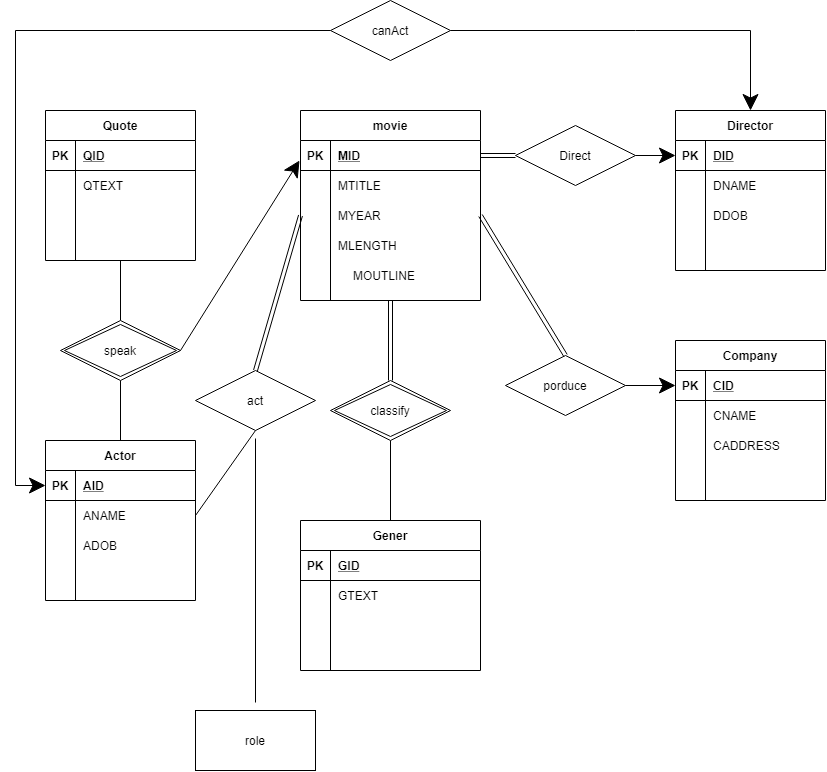 canAct
Quote
PK QID
QTEXT
movie
PK MID
MTITLE
MYEAR
MLENGTH
MOUTLINE
Direct
Director
PK DID
DNAME
DDOB
speak
act
classify
porduce
Company
PK CID
CNAME
CADDRESS
Actor
PK AID
ANAME
ADOB
Gener
PK GID
GTEXT
role